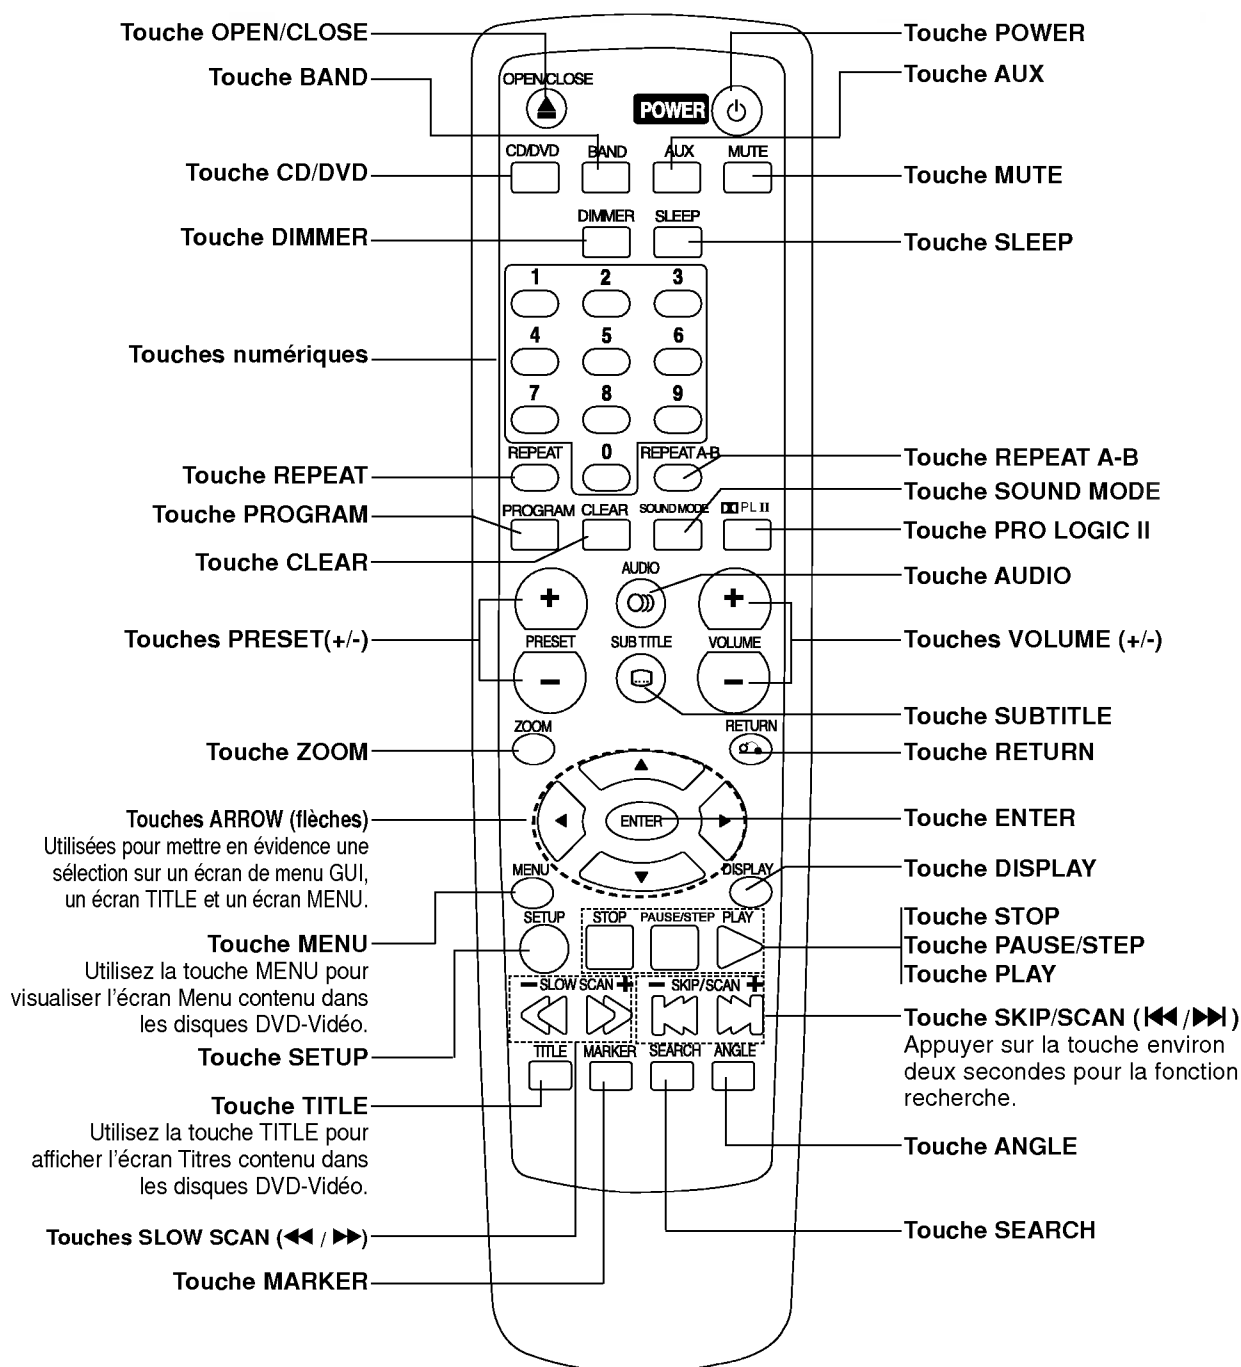 Touche OPEN/CLOSE
Touche BAND
Touche CD/DVD
Touche DIMMER
Touches numériques
Touche REPEAT
Touche PROGRAM
Touche CLEAR
Touches PRESET(+/-)
Touche ZOOM
Touches ARROW (flèches)
Utilisées pour mettre en évidence une
sélection sur un écran de menu GUI,
un écran TITLE et un écran MENU.
Touche MENU
Utilisez la touche MENU pour
visualiser l'écran Menu contenu dans
les disques DVD-Vidéo.
Touche SETUP
Touche TITLE
Utilisez la touche TITLE pour
afficher l'écran Titres contenu dans
les disques DVD-Vidéo.
Touches SLOW SCAN (◀◀ / ▶▶)
Touche MARKER
OPEN/CLOSE
POWER
CD/DVD BAND AUX MUTE
DIMMER SLEEP
1 2 3
4 5 6
7 8 9
REPEAT 0 REPEAT A-B
PROGRAM CLEAR SOUND MODE PL II
AUDIO
+ +
PRESET SUBTITLE VOLUME
− −
ZOOM RETURN
ENTER
MENU DISPLAY
SETUP STOP PAUSE/STEP PLAY
− SLOW SCAN + − SKIP/SCAN +
TITLE MARKER SEARCH ANGLE
Touche POWER
Touche AUX
Touche MUTE
Touche SLEEP
Touche REPEAT A-B
Touche SOUND MODE
Touche PRO LOGIC II
Touche AUDIO
Touches VOLUME (+/-)
Touche SUBTITLE
Touche RETURN
Touche ENTER
Touche DISPLAY
Touche STOP
Touche PAUSE/STEP
Touche PLAY
Touche SKIP/SCAN (|◀◀ / ▶▶|)
Appuyer sur la touche environ
deux secondes pour la fonction
recherche.
Touche ANGLE
Touche SEARCH